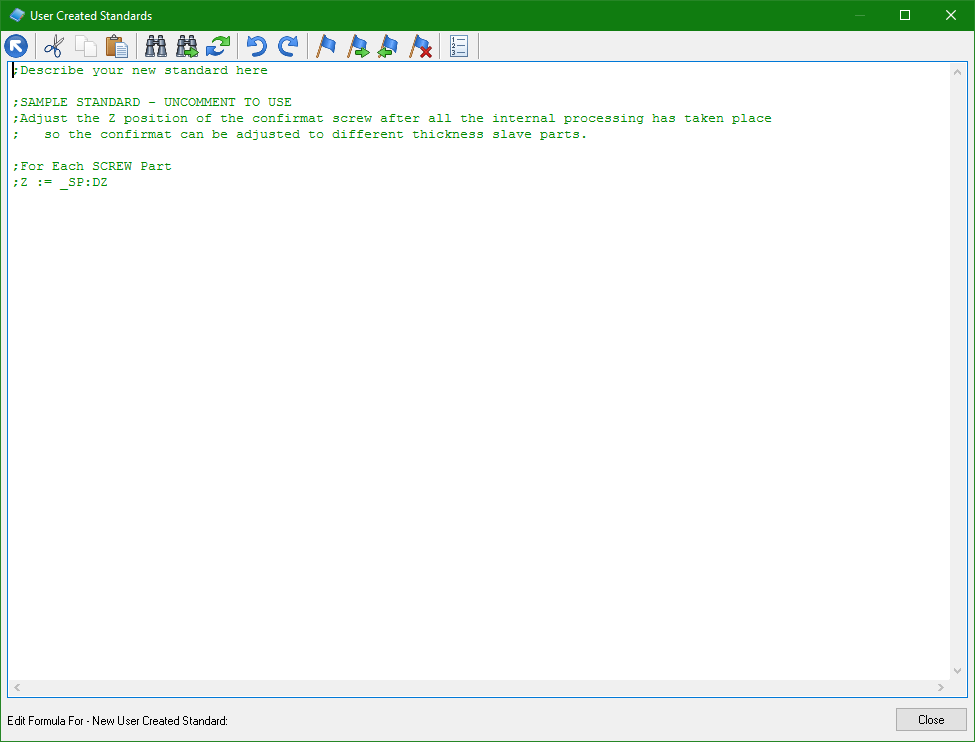 User Created Standards
;Describe your new standard here
;SAMPLE STANDARD - UNCOMMENT TO USE
;Adjust the Z position of the confirmat screw after all the internal processing has taken place
;   so the confirmat can be adjusted to different thickness slave parts.
;For Each SCREW Part
;Z := _SP:DZ
Edit Formula For - New User Created Standard:
Close